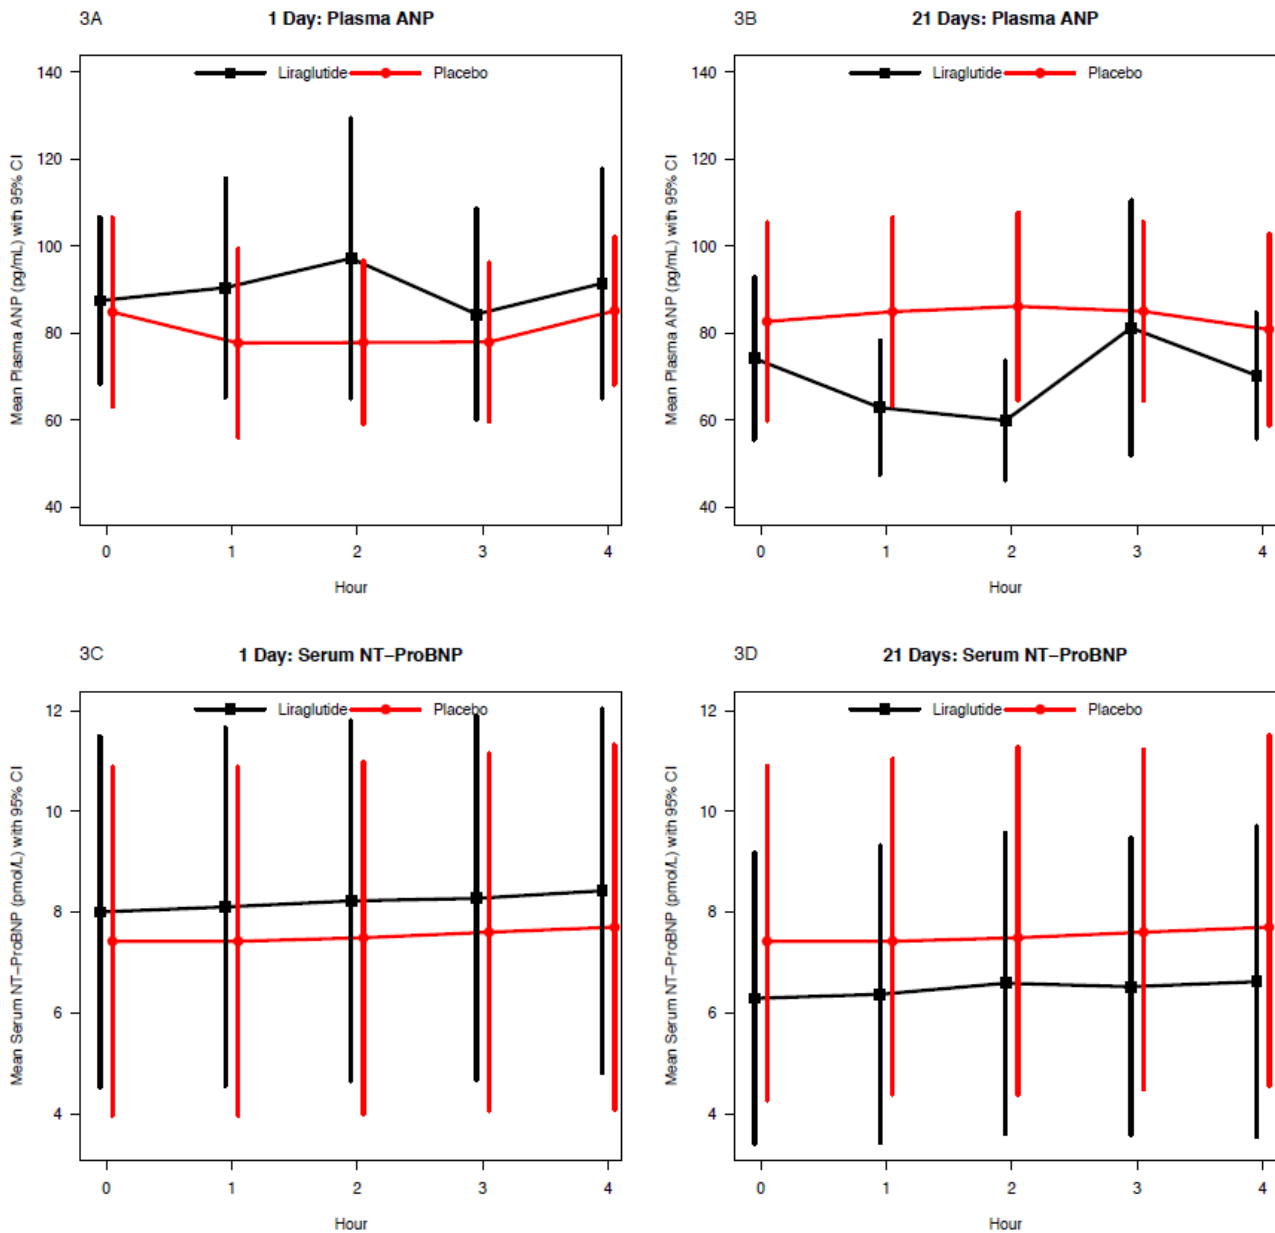 3A
1 Day: Plasma ANP
Liraglutide
Placebo
Mean Plasma ANP (pg/mL) with 95% CI
140
120
100
80
60
40
0 1 2 3 4
Hour
3B
21 Days: Plasma ANP
Liraglutide
Placebo
Mean Plasma ANP (pg/mL) with 95% CI
140
120
100
80
60
40
0 1 2 3 4
Hour
3C
1 Day: Serum NT−ProBNP
Liraglutide
Placebo
Mean Serum NT−ProBNP (pmol/L) with 95% CI
12
10
8
6
4
0 1 2 3 4
Hour
3D
21 Days: Serum NT−ProBNP
Liraglutide
Placebo
Mean Serum NT−ProBNP (pmol/L) with 95% CI
12
10
8
6
4
0 1 2 3 4
Hour